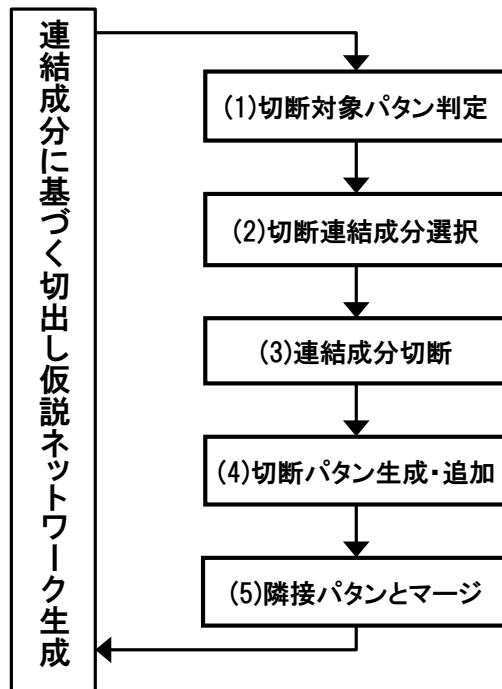 連結成分に基づく切出し仮説ネットワーク生成
(1)切断対象パタン判定
(2)切断連結成分選択
(3)連結成分切断
(4)切断パタン生成・追加
(5)隣接パタンとマージ